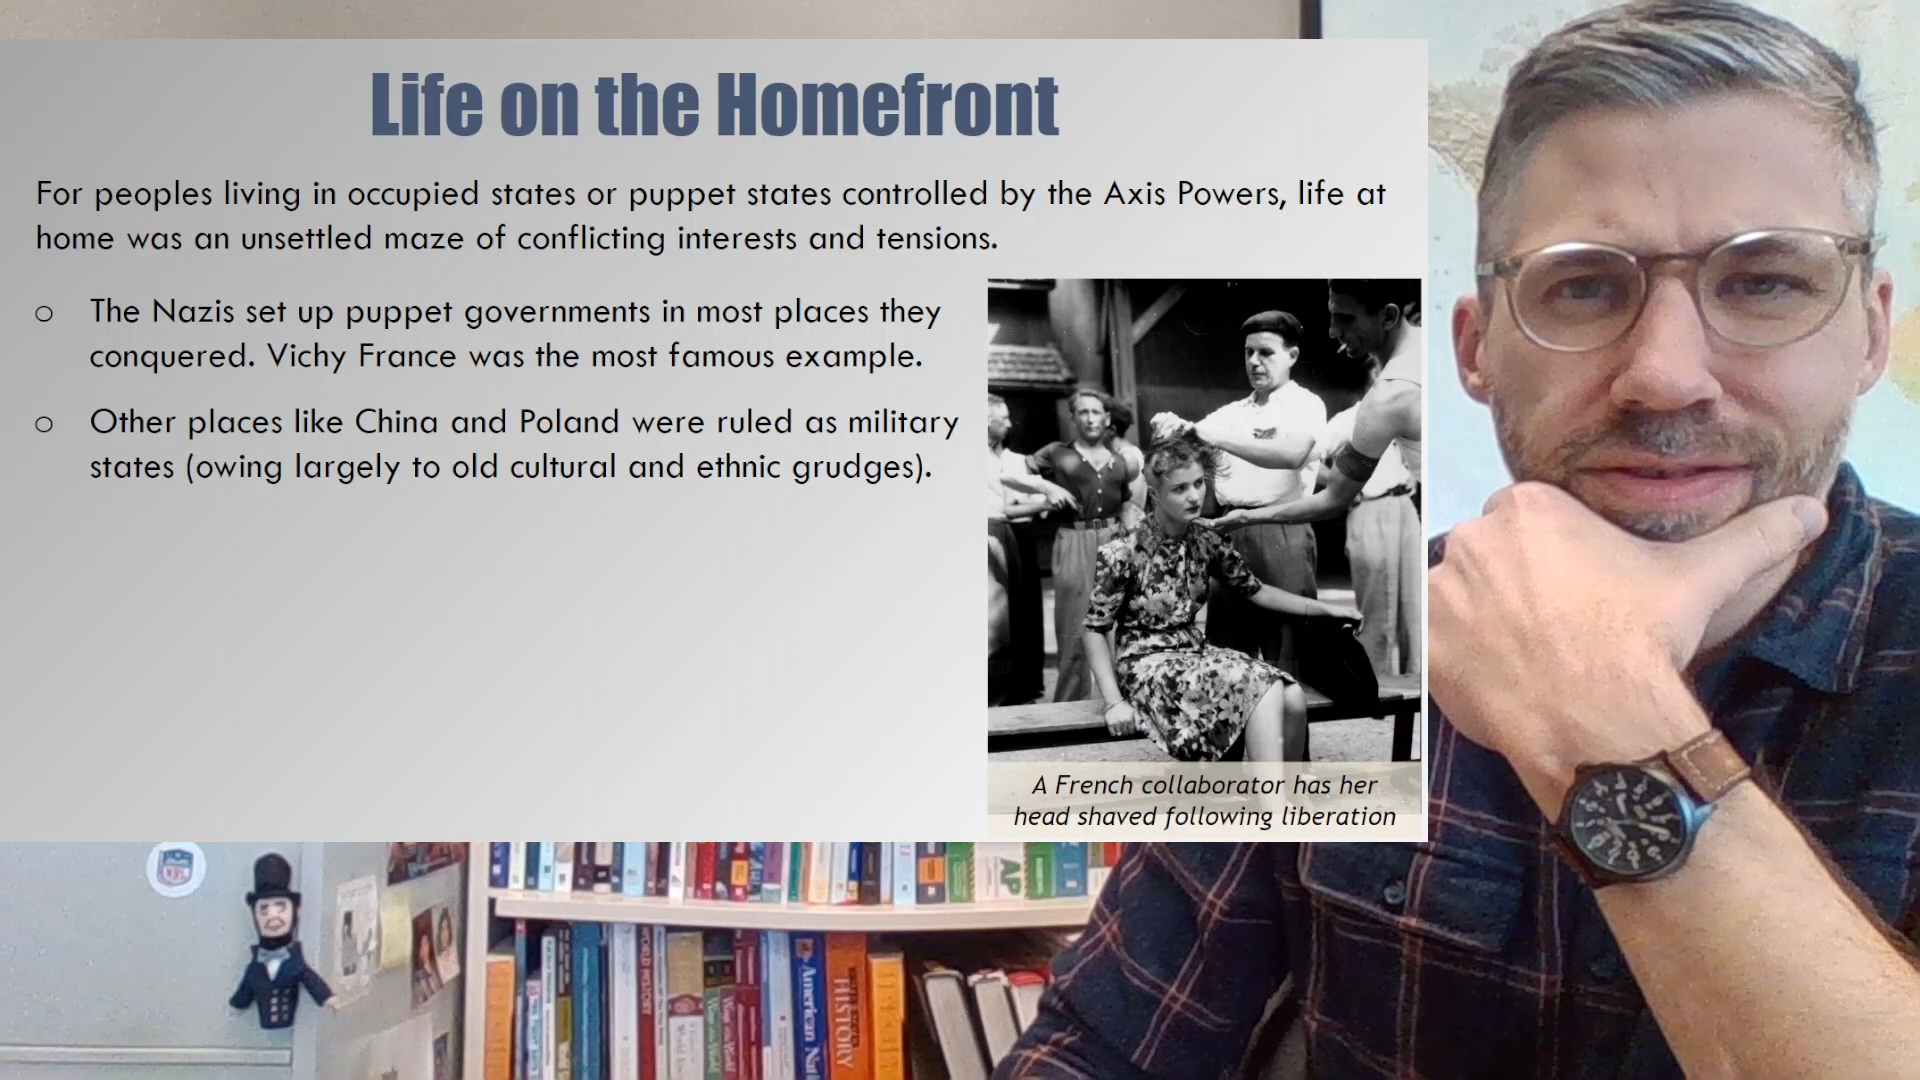 Life on the Homefront
For peoples living in occupied states or puppet states controlled by the Axis Powers, life at
home was an unsettled maze of conflicting interests and tensions.
o The Nazis set up puppet governments in most places they
conquered. Vichy France was the most famous example.
o Other places like China and Poland were ruled as military
states (owing largely to old cultural and ethnic grudges).
A French collaborator has her
head shaved following liberation
NFL
AP
WORLD HISTORY
American
HISTORY